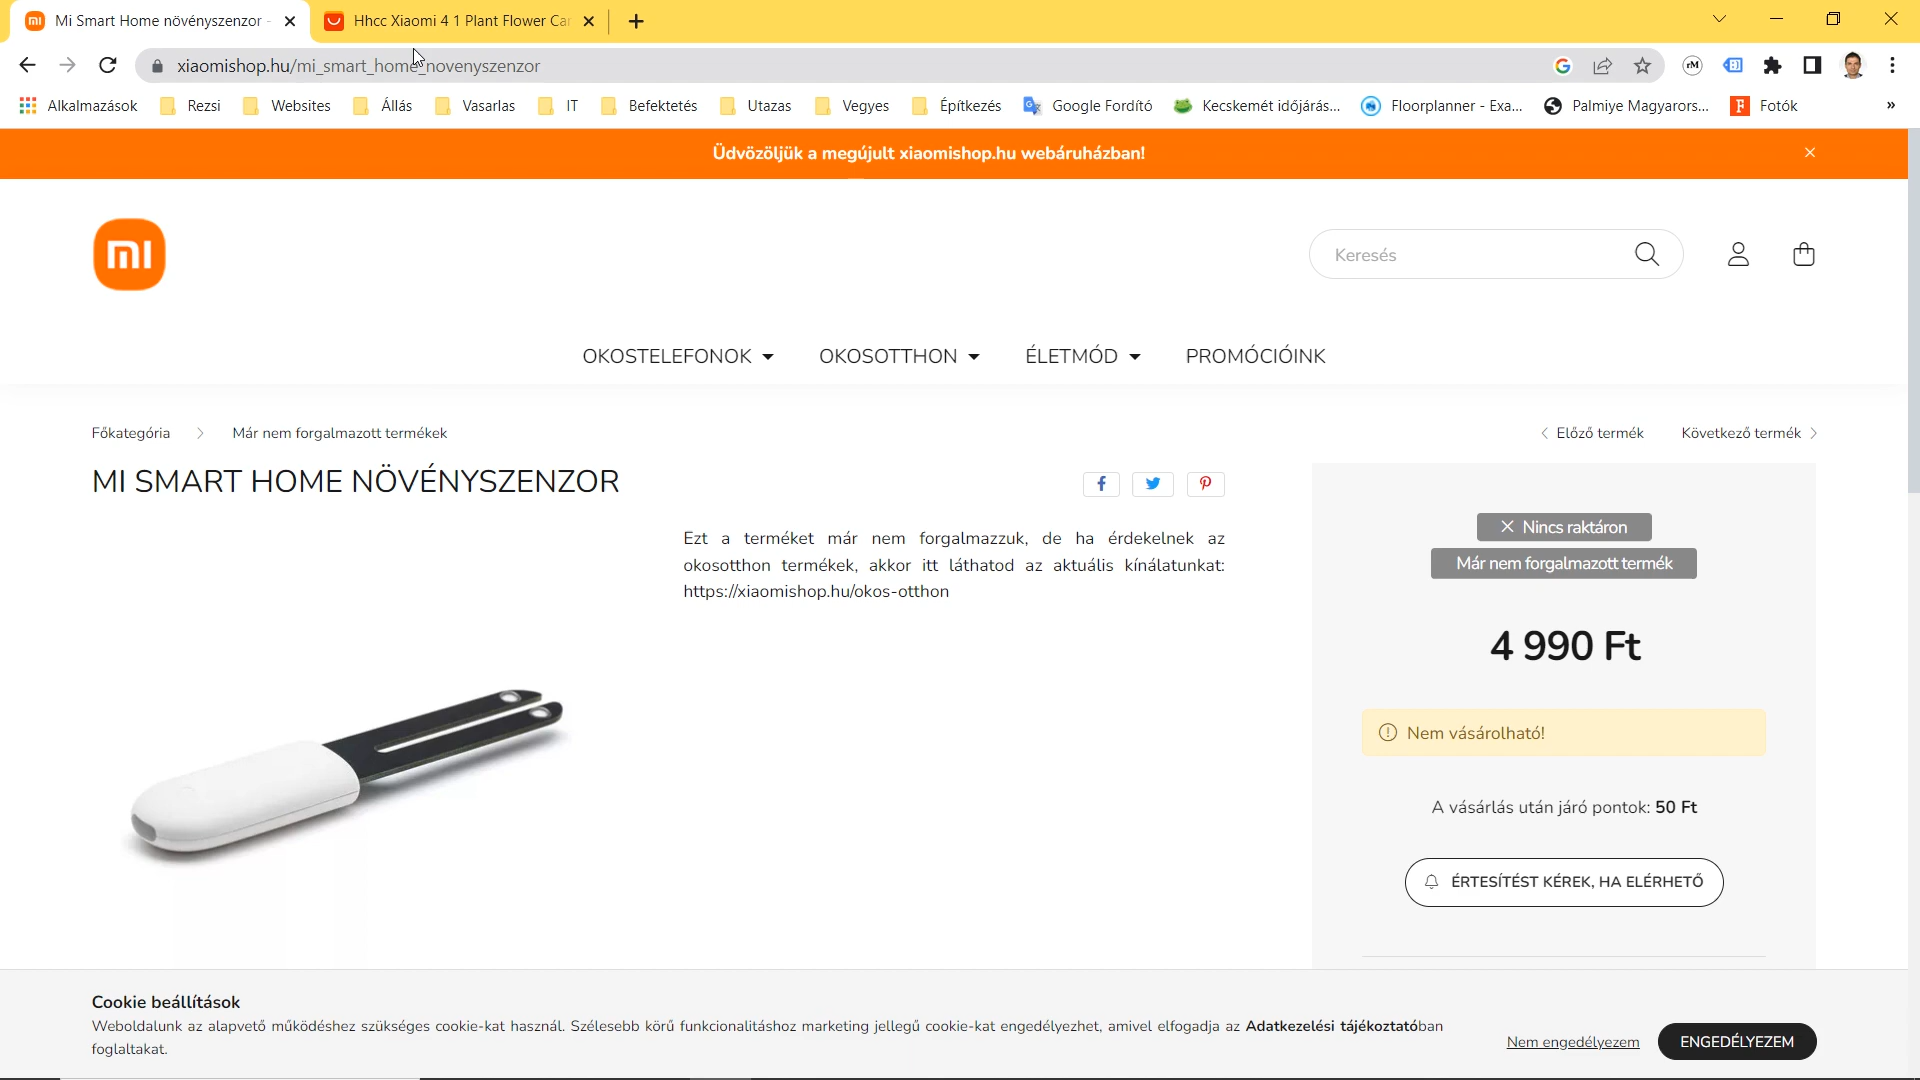 Mi Smart Home növényszenzor -
Hhcc Xiaomi 4 1 Plant Flower Car
xiaomishop.hu/mi_smart_home_novenyszenzor
Alkalmazások
Rezsi
Websites
Állás
Vasarlas
IT
Befektetés
Utazas
Vegyes
Építkezés
Google Fordító
Kecskemét időjárás...
Floorplanner - Exa...
Palmiye Magyarors...
Fotók
»
Üdvözöljük a megújult xiaomishop.hu webáruházban!
Keresés
OKOSTELEFONOK
OKOSOTTHON
ÉLETMÓD
PROMÓCIÓINK
Főkategória
Már nem forgalmazott termékek
Előző termék
Következő termék
MI SMART HOME NÖVÉNYSZENZOR
Ezt a terméket már nem forgalmazzuk, de ha érdekelnek az
okosotthon termékek, akkor itt láthatod az aktuális kínálatunkat:
https://xiaomishop.hu/okos-otthon
Nincs raktáron
Már nem forgalmazott termék
4 990 Ft
Nem vásárolható!
A vásárlás után járó pontok: 50 Ft
ÉRTESÍTÉST KÉREK, HA ELÉRHETŐ
Cookie beállítások
Weboldalunk az alapvető működéshez szükséges cookie-kat használ. Szélesebb körű funkcionalitáshoz marketing jellegű cookie-kat engedélyezhet, amivel elfogadja az Adatkezelési tájékoztatóban
foglaltakat.
Nem engedélyezem
ENGEDÉLYEZEM